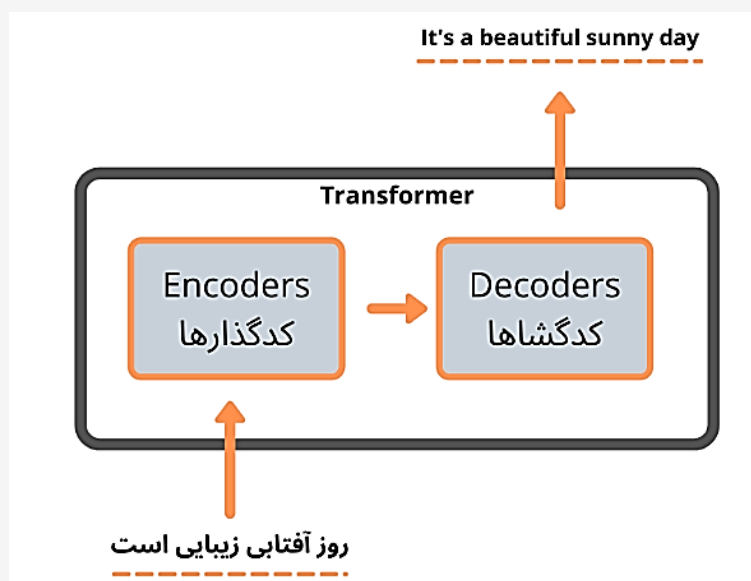 It's a beautiful sunny day
Transformer
Encoders
کدگذارها
Decoders
کدگشاها
روز آفتابی زیبایی است